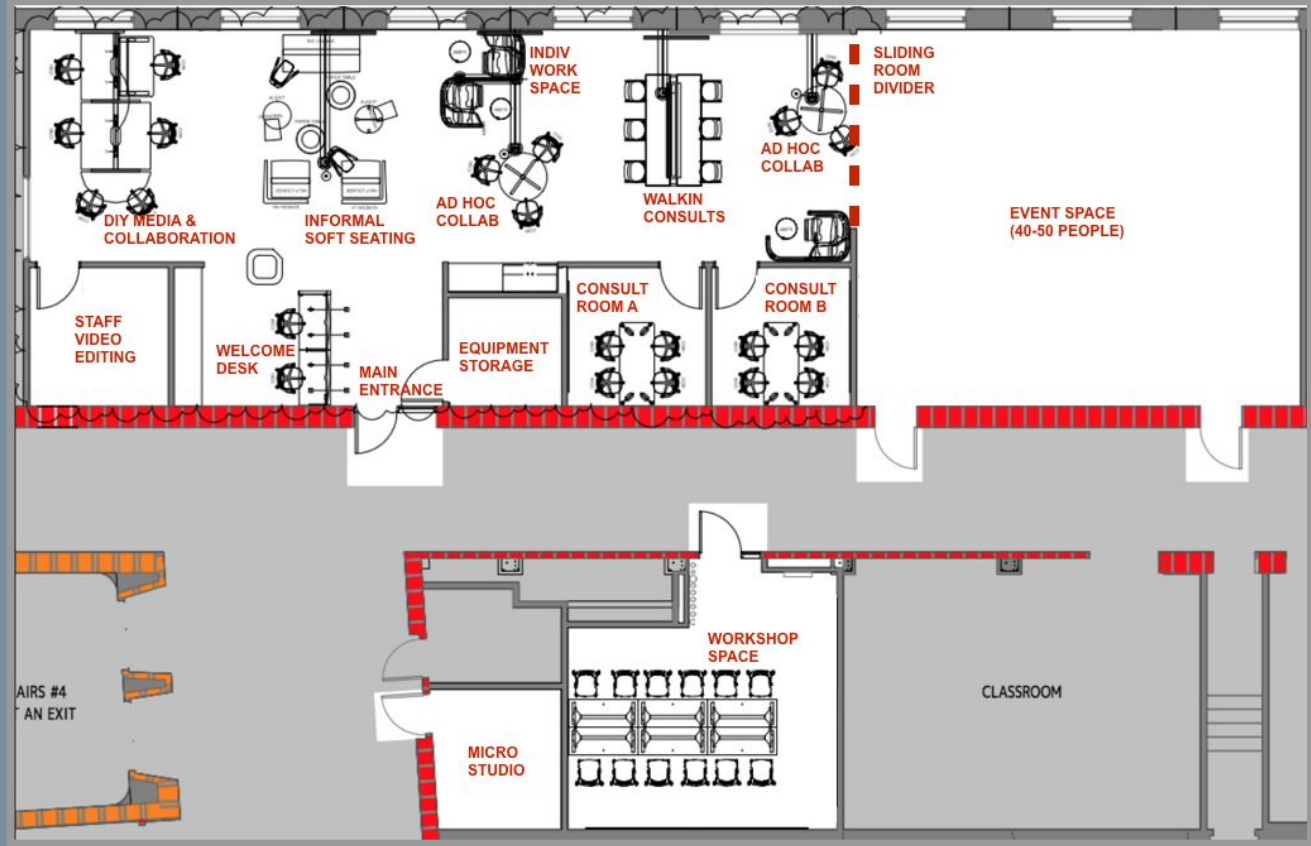 INDIV
WORK
SPACE
SLIDING
ROOM
DIVIDER
AD HOC
COLLAB
DIY MEDIA &
COLLABORATION
INFORMAL
SOFT SEATING
AD HOC
COLLAB
WALKIN
CONSULTS
EVENT SPACE
(40-50 PEOPLE)
STAFF
VIDEO
EDITING
WELCOME
DESK
MAIN
ENTRANCE
EQUIPMENT
STORAGE
CONSULT
ROOM A
CONSULT
ROOM B
WORKSHOP
SPACE
AIRS #4
AN EXIT
CLASSROOM
MICRO
STUDIO